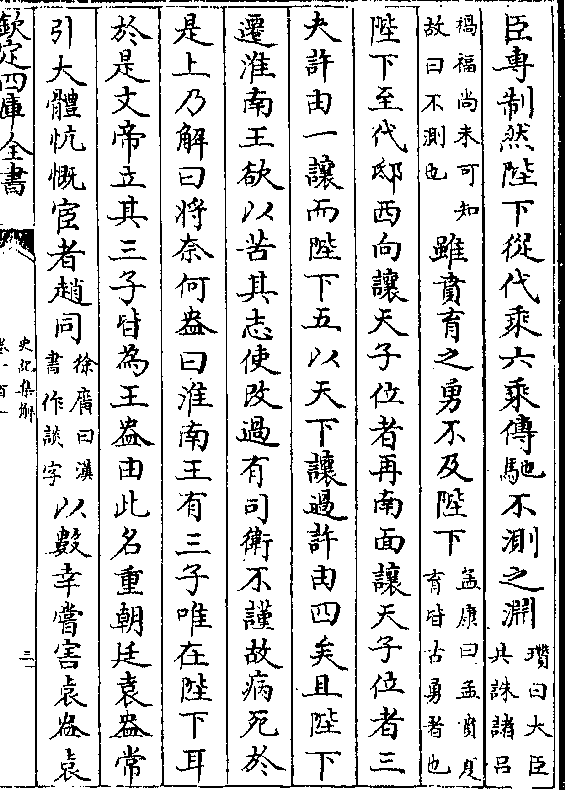 臣専制然陛下從代乘六乘傳馳不測之淵瓚曰大臣共誅諸呂
禍福尚未可知故曰不測也雖賁育之勇不及陛下孟康曰孟賁夏育皆古勇者也
陛下至代邸西向讓天子位者再南面讓天子位者三
夫許由一讓而陛下五以天下讓過許由四矣且陛下
遷淮南王欲以苦其志使改過有司衛不謹故病死於
是上乃解曰將奈何盎曰淮南王有三子唯在陛下耳
於是文帝立其三子皆為王盎由此名重朝廷袁盎常
引大體忼慨宦者趙同徐廣曰漢書作談字以數幸嘗害袁盎袁
欽定四庫全書
史記集解
卷一百一
三